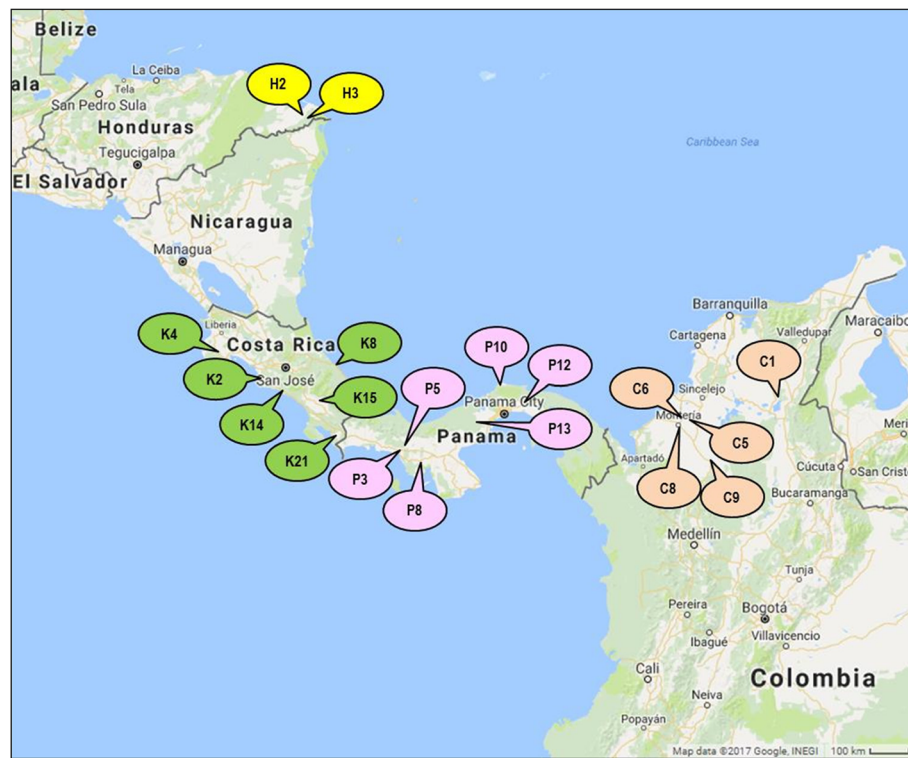 Belize
La Ceiba
Tela
ala
San Pedro Sula
Honduras
Tegucigalpa
El Salvador
H2
H3
Caribbean Sea
Nicaragua
Managua
Liberia
K4
Costa Rica
K8
K2
San José
K14
K15
K21
P5
P10
P12
Panama City
Panama
P13
P3
P8
Barranquilla
Cartagena
Valledupar
Maracaibo
C1
C6
Sincelejo
Montería
C5
Apartadó
C8
C9
Meri
Cúcuta
San Cristó
Bucaramanga
Medellín
Tunja
Pereira
Bogotá
Ibagué
Villavicencio
Cali
Colombia
Neiva
Popayán
Map data ©2017 Google, INEGI 100 km